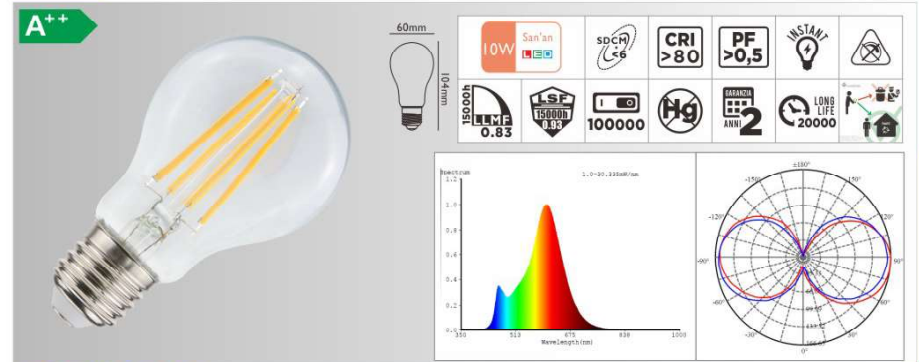 A++
60mm
104mm
10W
San'an
LED
SDCM
<6
CRI
>80
PF
>0,5
INSTANT
15000h
LLMF
0.83
LSF
15000h
0.93
100000
Hg
GARANZIA
ANNI 2
LONG
LIFE
20000
Spectrum
1.2
1.0
0.8
0.6
0.4
0.2
0.0
350
513
675
838
1000
Wavelength(nm)
±180°
-150°
150°
-120°
120°
-90°
90°
-60°
60°
-30°
30°
0°